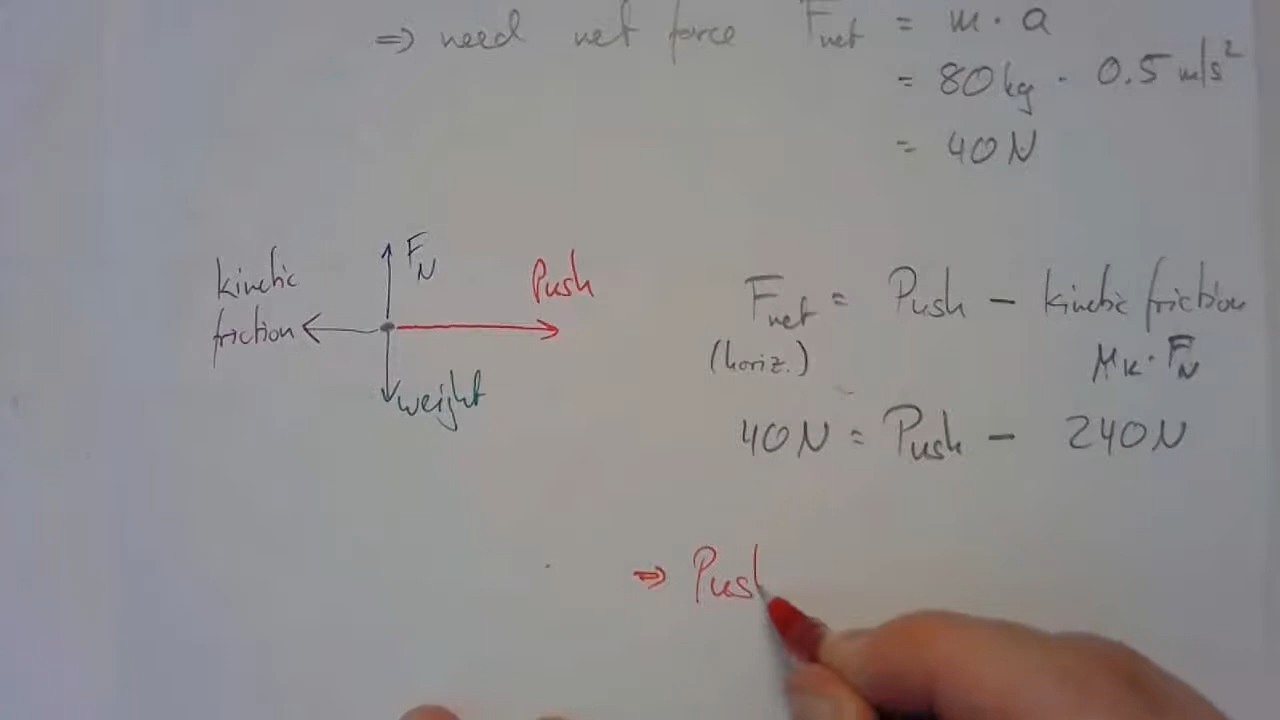 ⇒ need net force F_net = m · a
= 80 kg · 0.5 m/s²
= 40 N
F_N
kinetic
friction
Push
weight
F_net = Push − kinetic friction
(horiz.)
μ_K · F_N
40 N = Push − 240 N
⇒ Push